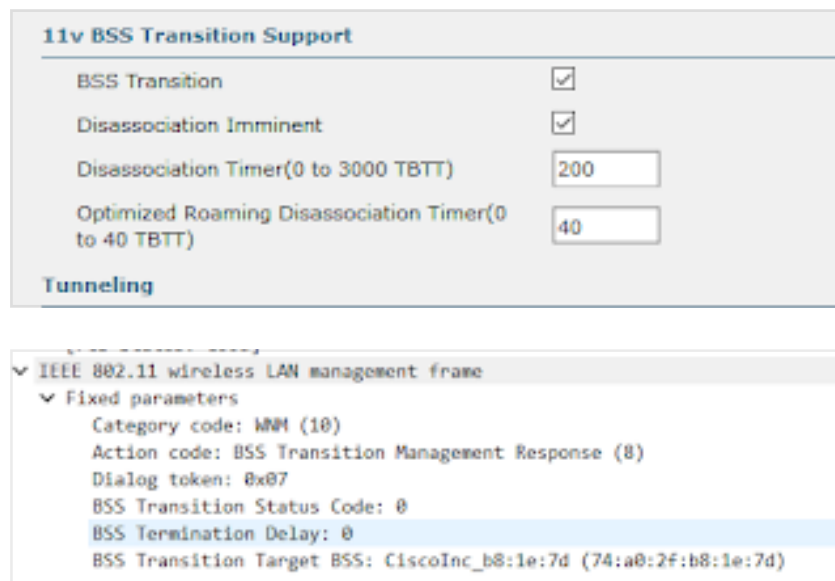 11v BSS Transition Support
BSS Transition
Disassociation Imminent
Disassociation Timer(0 to 3000 TBTT) 200
Optimized Roaming Disassociation Timer(0
to 40 TBTT) 40
Tunneling
IEEE 802.11 wireless LAN management frame
Fixed parameters
Category code: WNM (10)
Action code: BSS Transition Management Response (8)
Dialog token: 0x07
BSS Transition Status Code: 0
BSS Termination Delay: 0
BSS Transition Target BSS: CiscoInc_b8:1e:7d (74:a0:2f:b8:1e:7d)